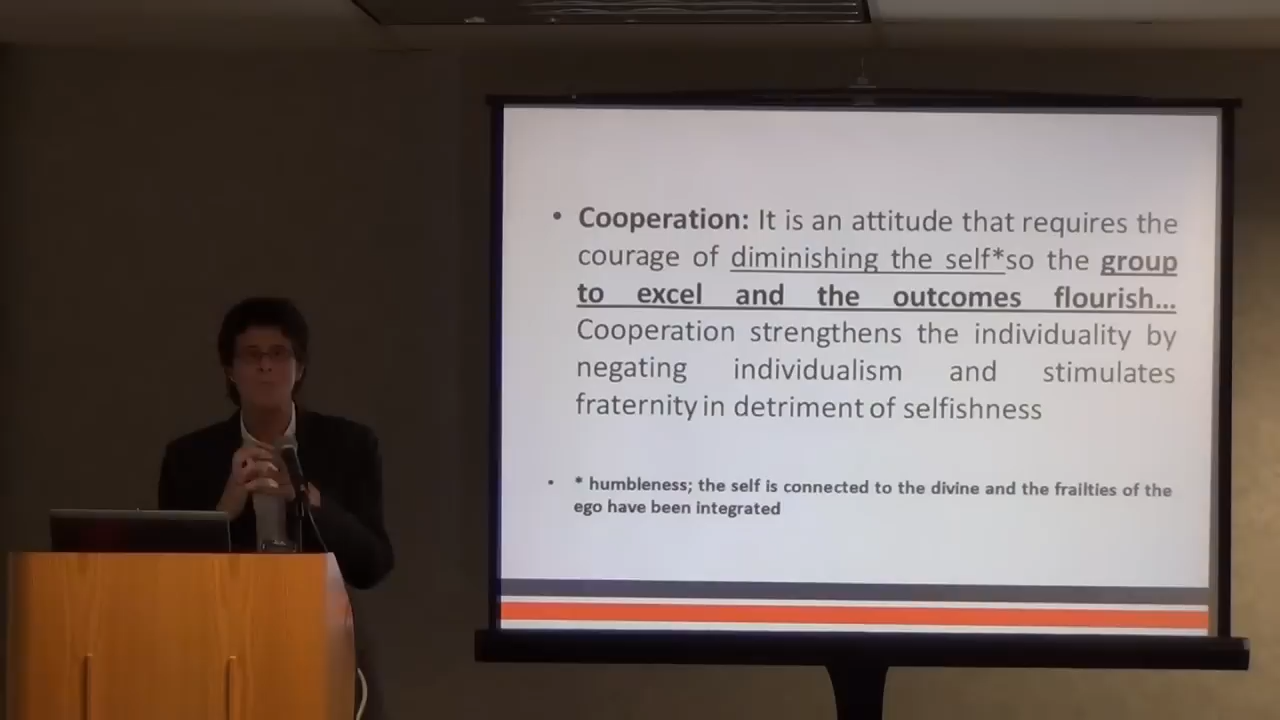 • Cooperation: It is an attitude that requires the
courage of diminishing the self*so the group
to excel and the outcomes flourish...
Cooperation strengthens the individuality by
negating individualism and stimulates
fraternity in detriment of selfishness
• * humbleness; the self is connected to the divine and the frailties of the
ego have been integrated